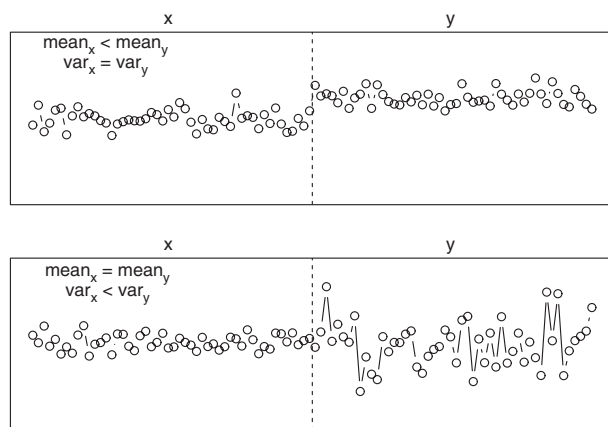 x y
mean_x < mean_y
var_x = var_y
x y
mean_x = mean_y
var_x < var_y